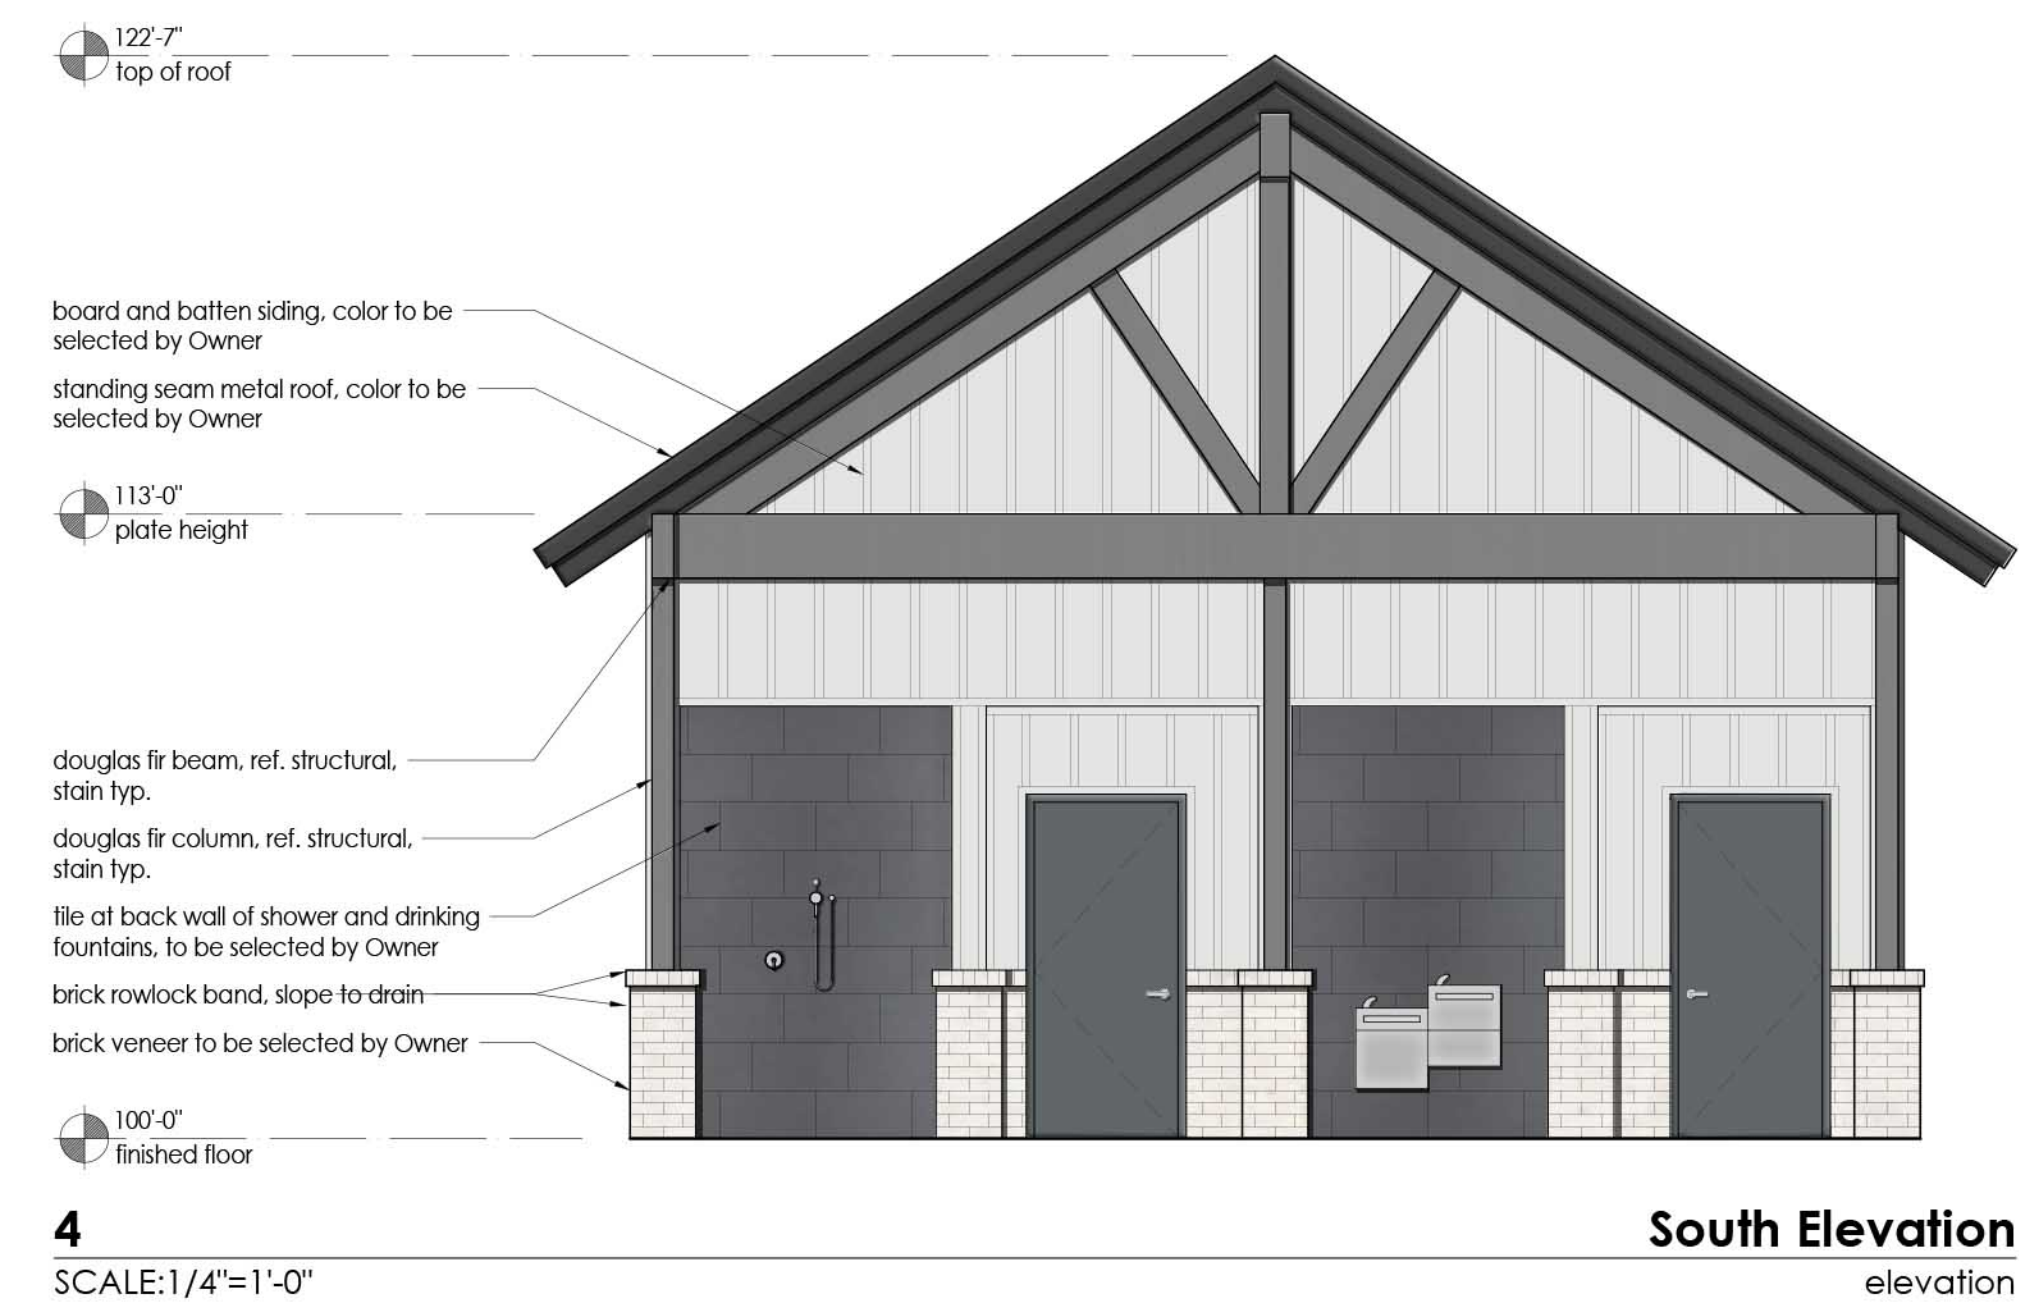 122'-7"
top of roof
board and batten siding, color to be
selected by Owner
standing seam metal roof, color to be
selected by Owner
113'-0"
plate height
douglas fir beam, ref. structural,
stain typ.
douglas fir column, ref. structural,
stain typ.
tile at back wall of shower and drinking
fountains, to be selected by Owner
brick rowlock band, slope to drain
brick veneer to be selected by Owner
100'-0"
finished floor
4
South Elevation
SCALE:1/4"=1'-0"
elevation